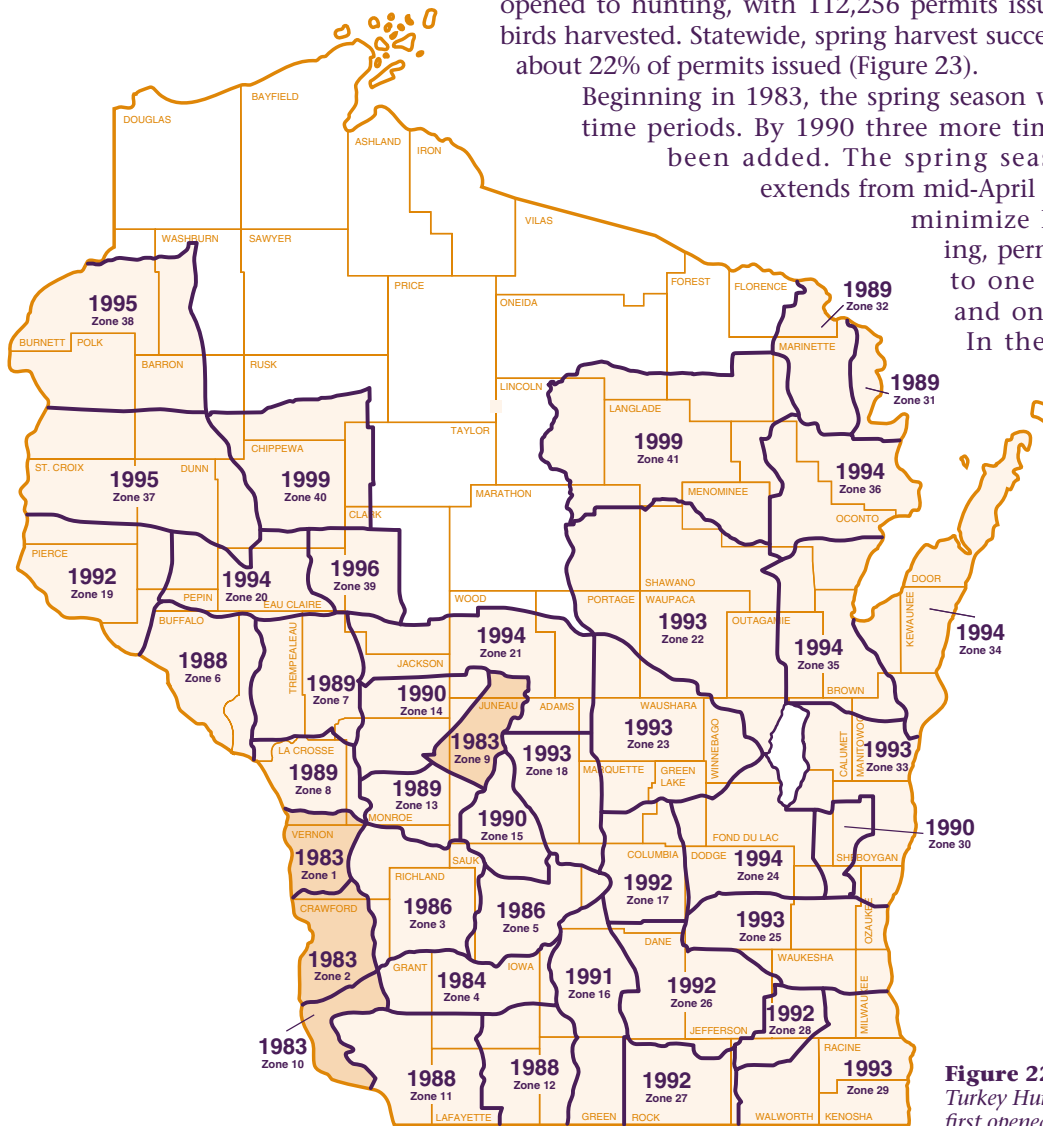 opened to hunting, with 112,256 permits
birds harvested. Statewide, spring harvest
about 22% of permits issued (Figure 23).
Beginning in 1983, the spring season
time periods. By 1990 three more
been added. The spring
extends from mid-April
minimize
to one
and
In
DOUGLAS
BAYFIELD
ASHLAND
IRON
VILAS
WASHBURN
SAWYER
PRICE
ONEIDA
FOREST
FLORENCE
1989
Zone 32
1995
Zone 38
BURNETT
POLK
BARRON
RUSK
LINCOLN
MARINETTE
1989
Zone 31
LANGLADE
TAYLOR
1999
Zone 41
CHIPPEWA
ST. CROIX
DUNN
1995
Zone 37
1999
Zone 40
MARATHON
MENOMINEE
1994
Zone 36
CLARK
OCONTO
PIERCE
1992
Zone 19
1994
Zone 20
1996
Zone 39
PEPIN
EAU CLAIRE
BUFFALO
WOOD
PORTAGE
SHAWANO
WAUPACA
DOOR
KEWAUNEE
1993
Zone 22
OUTAGAMIE
1994
Zone 34
1988
Zone 6
TREMPEALEAU
1994
Zone 21
JACKSON
1994
Zone 35
1989
Zone 7
1990
Zone 14
BROWN
JUNEAU
ADAMS
WAUSHARA
1983
Zone 9
1993
Zone 18
1993
Zone 23
WINNEBAGO
CALUMET
MANITOWOC
1993
Zone 33
LA CROSSE
1989
Zone 8
1989
Zone 13
MARQUETTE
GREEN
LAKE
MONROE
1990
Zone 15
1990
Zone 30
VERNON
1983
Zone 1
FOND DU LAC
SHEBOYGAN
SAUK
COLUMBIA
DODGE
1994
Zone 24
RICHLAND
1992
Zone 17
CRAWFORD
1986
Zone 3
1986
Zone 5
1993
Zone 25
OZAUKEE
1983
Zone 2
DANE
WAUKESHA
GRANT
IOWA
1984
Zone 4
1991
Zone 16
1992
Zone 26
MILWAUKEE
1983
Zone 10
JEFFERSON
1992
Zone 28
RACINE
1988
Zone 11
1988
Zone 12
1992
Zone 27
1993
Zone 29
LAFAYETTE
GREEN
ROCK
WALWORTH
KENOSHA
Figure 22
Turkey
first opened